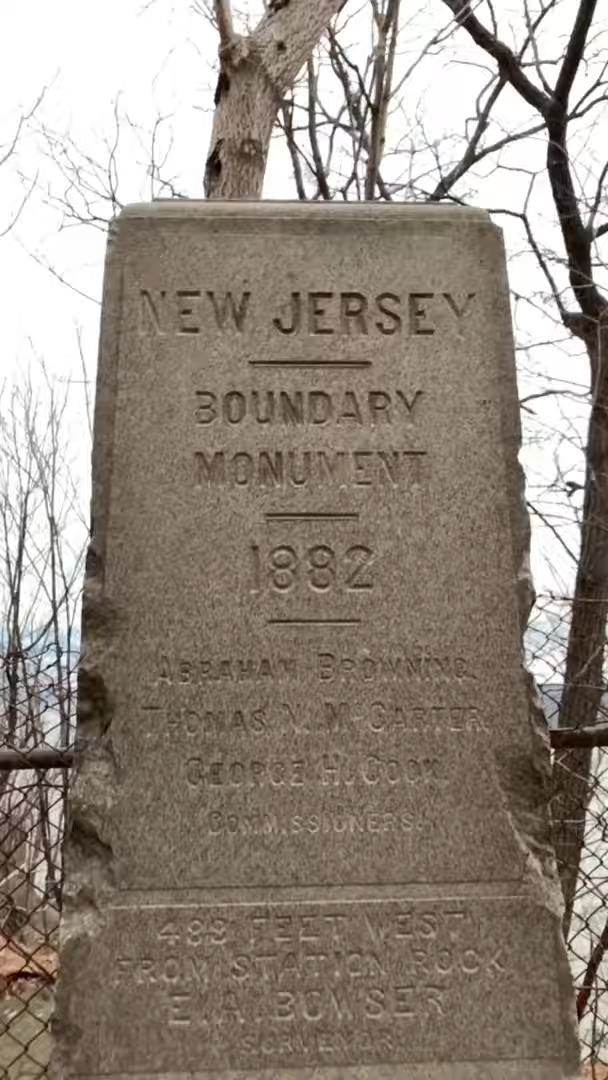 NEW JERSEY
BOUNDARY
MONUMENT
1882
ABRAHAM BROWNING.
THOMAS N. McCARTER.
GEORGE H. COOK.
COMMISSIONERS.
488 FEET WEST
FROM STATION ROCK
E. A. BOWSER
SURVEYOR.